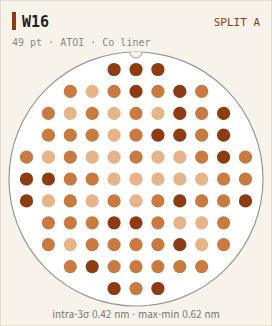 W16
SPLIT A
49 pt · ATOI · Co liner
intra-3σ 0.42 nm · max-min 0.62 nm